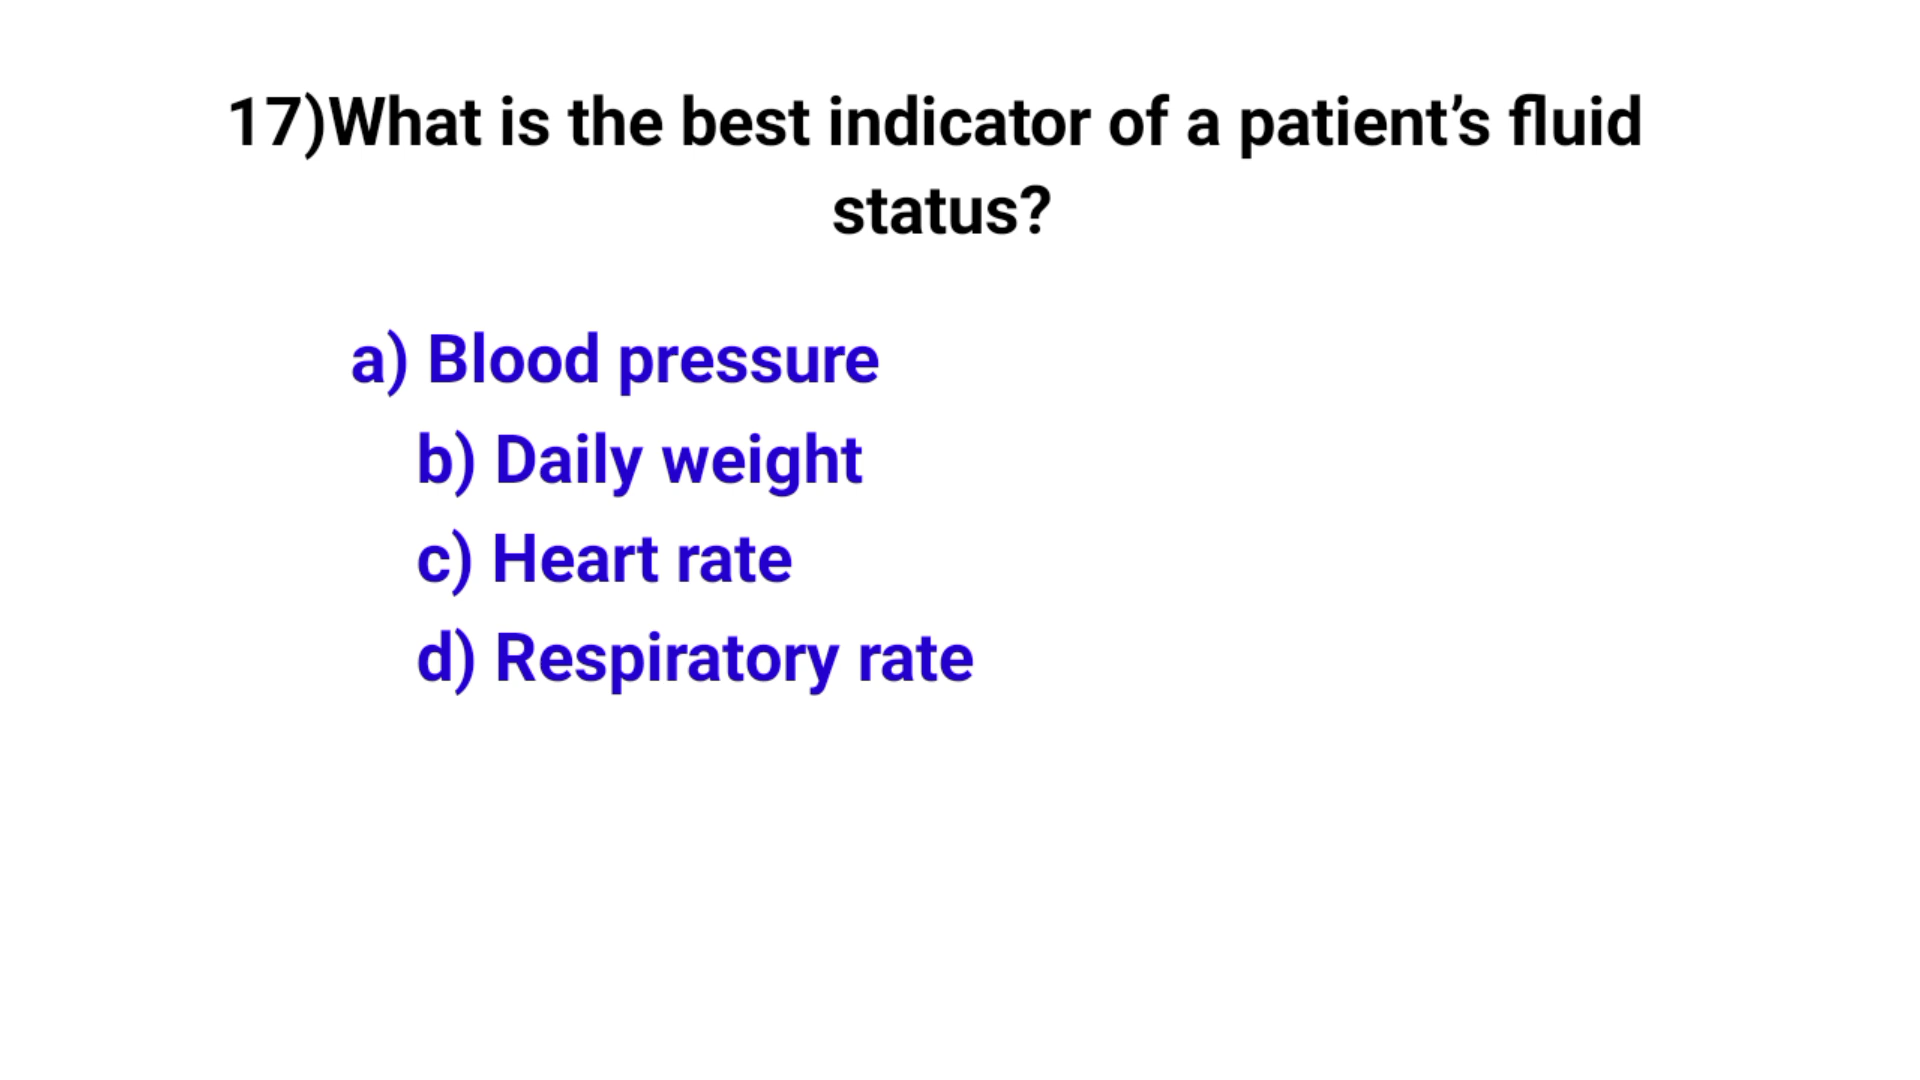 17)What is the best indicator of a patient’s fluid
status?
a) Blood pressure
b) Daily weight
c) Heart rate
d) Respiratory rate